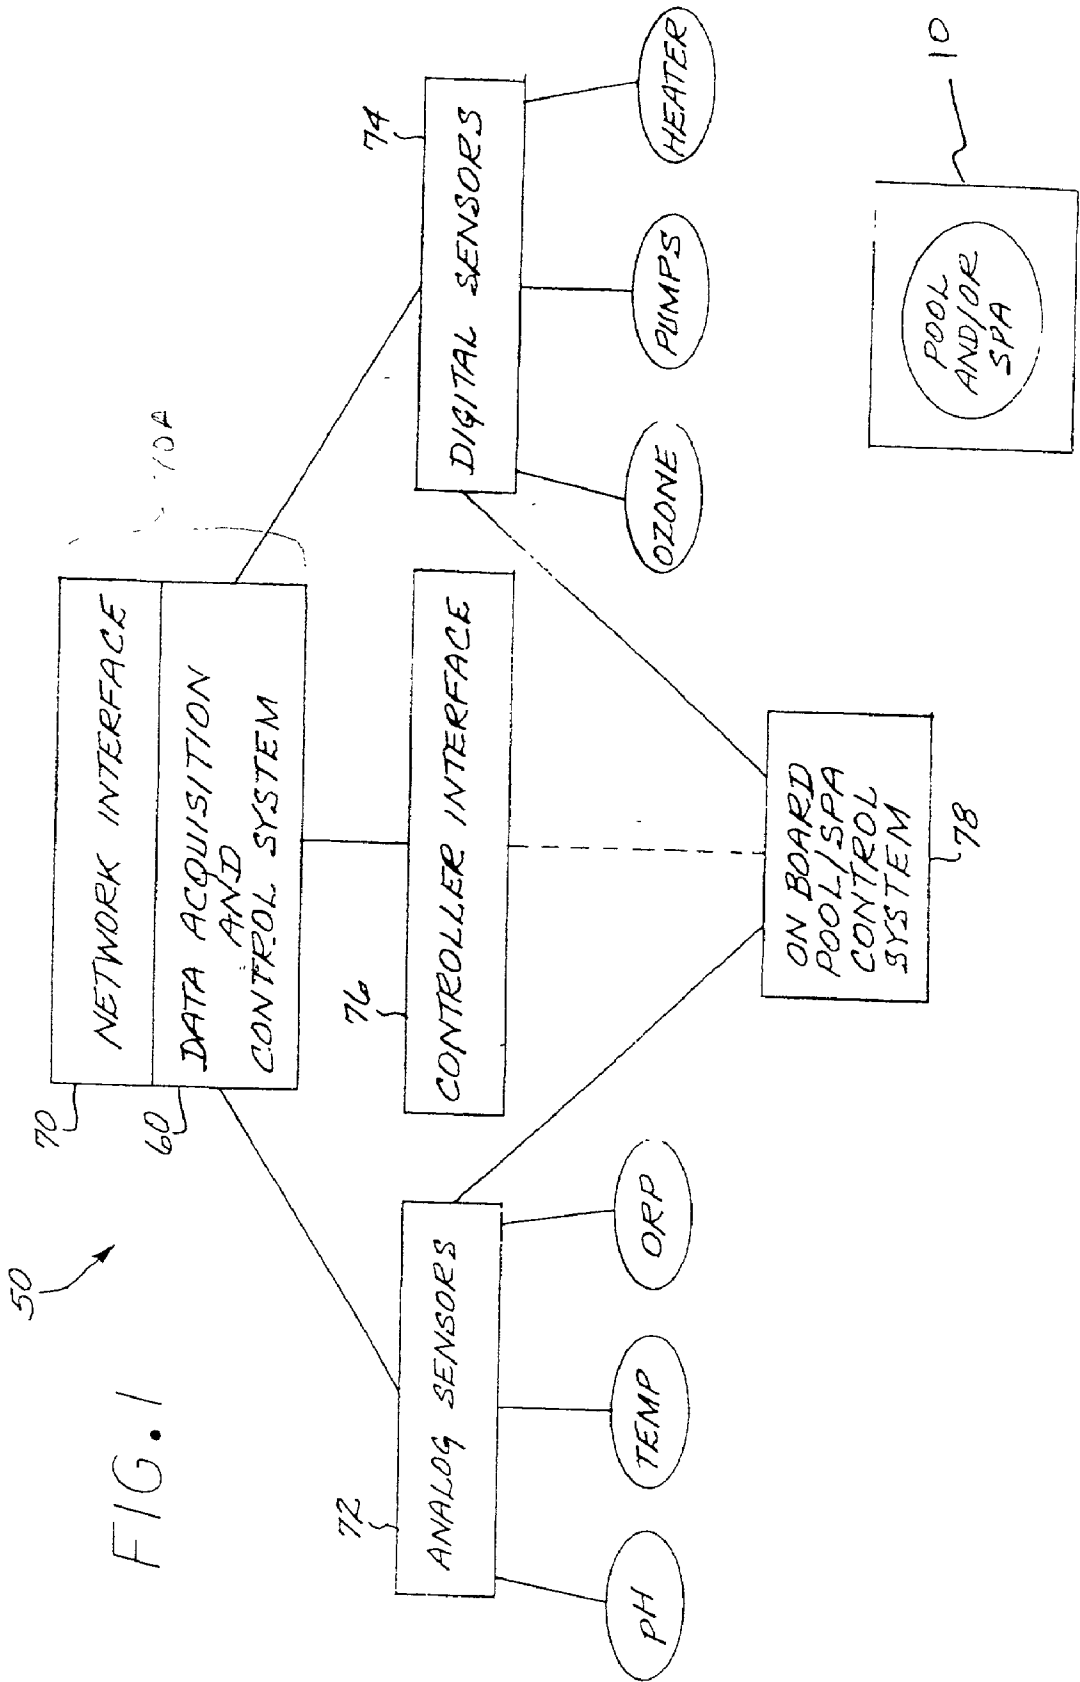 FIG.1
50
70
NETWORK INTERFACE
60
DATA ACQUISITION
AND
CONTROL SYSTEM
70A
72
ANALOG SENSORS
PH
TEMP
ORP
76
CONTROLLER INTERFACE
74
DIGITAL SENSORS
OZONE
PUMPS
HEATER
ON BOARD
POOL/SPA
CONTROL
SYSTEM
78
POOL
AND/OR
SPA
10